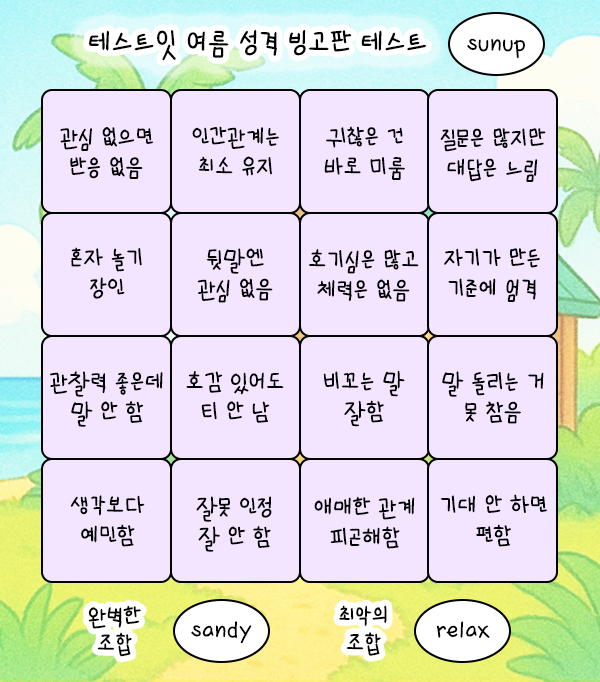 테스트잇 여름 성격 빙고판 테스트
sunup
관심 없으면
반응 없음
인간관계는
최소 유지
귀찮은 건
바로 미룸
질문은 많지만
대답은 느림
혼자 놀기
장인
뒷말엔
관심 없음
호기심은 많고
체력은 없음
자기가 만든
기준에 엄격
관찰력 좋은데
말 안 함
호감 있어도
티 안 남
비꼬는 말
잘함
말 돌리는 거
못 참음
생각보다
예민함
잘못 인정
잘 안 함
애매한 관계
피곤해함
기대 안 하면
편함
완벽한
조합
sandy
최악의
조합
relax